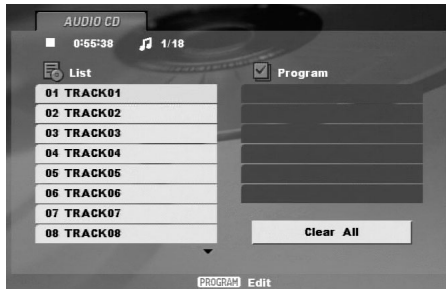 AUDIO CD
0:55:38 1/18
List
01 TRACK01
02 TRACK02
03 TRACK03
04 TRACK04
05 TRACK05
06 TRACK06
07 TRACK07
08 TRACK08
Program
Clear All
PROGRAM Edit